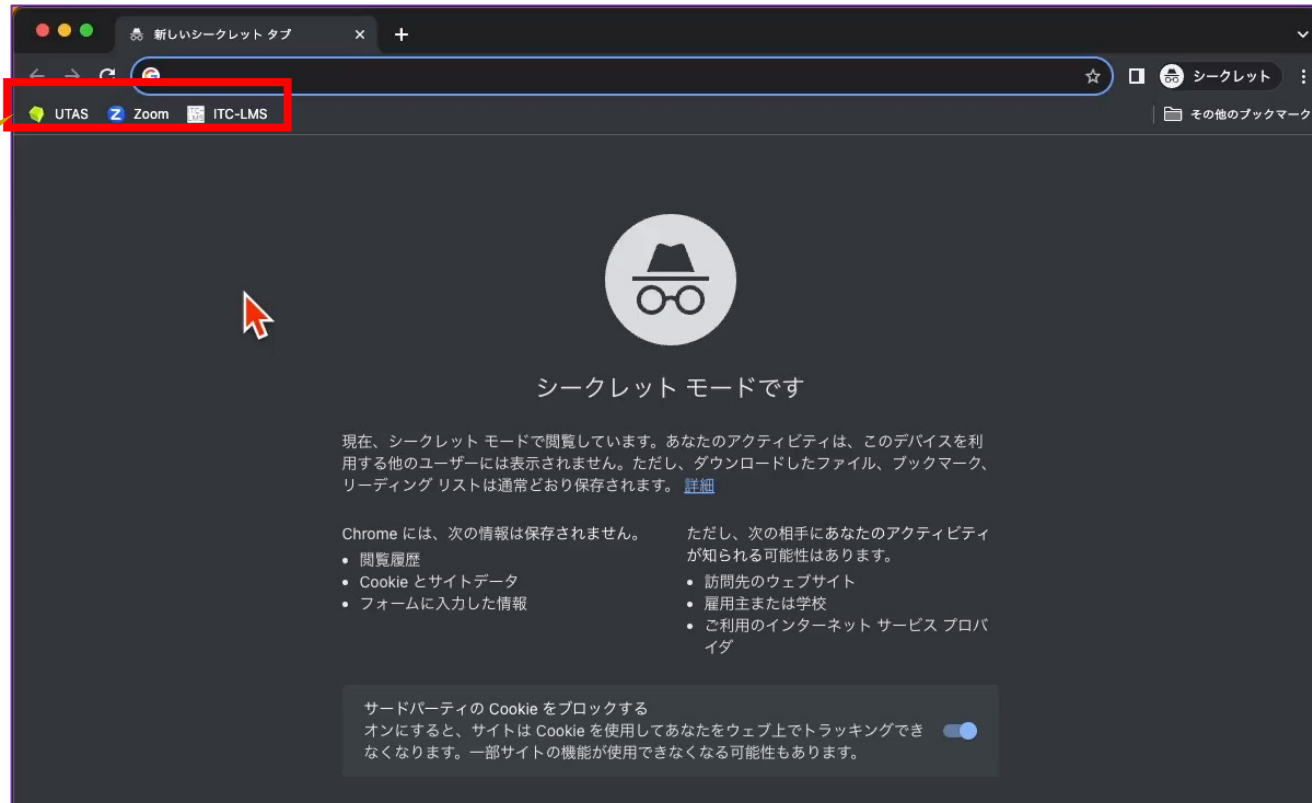 新しいシークレット タブ
シークレット
UTAS Zoom ITC-LMS
その他のブックマーク
シークレット モードです
現在、シークレット モードで閲覧しています。あなたのアクティビティは、このデバイスを利
用する他のユーザーには表示されません。ただし、ダウンロードしたファイル、ブックマーク、
リーディング リストは通常どおり保存されます。 詳細
Chrome には、次の情報は保存されません。
• 閲覧履歴
• Cookie とサイトデータ
• フォームに入力した情報
ただし、次の相手にあなたのアクティビティ
が知られる可能性はあります。
• 訪問先のウェブサイト
• 雇用主または学校
• ご利用のインターネット サービス プロバ
イダ
サードパーティの Cookie をブロックする
オンにすると、サイトは Cookie を使用してあなたをウェブ上でトラッキングでき
なくなります。一部サイトの機能が使用できなくなる可能性もあります。